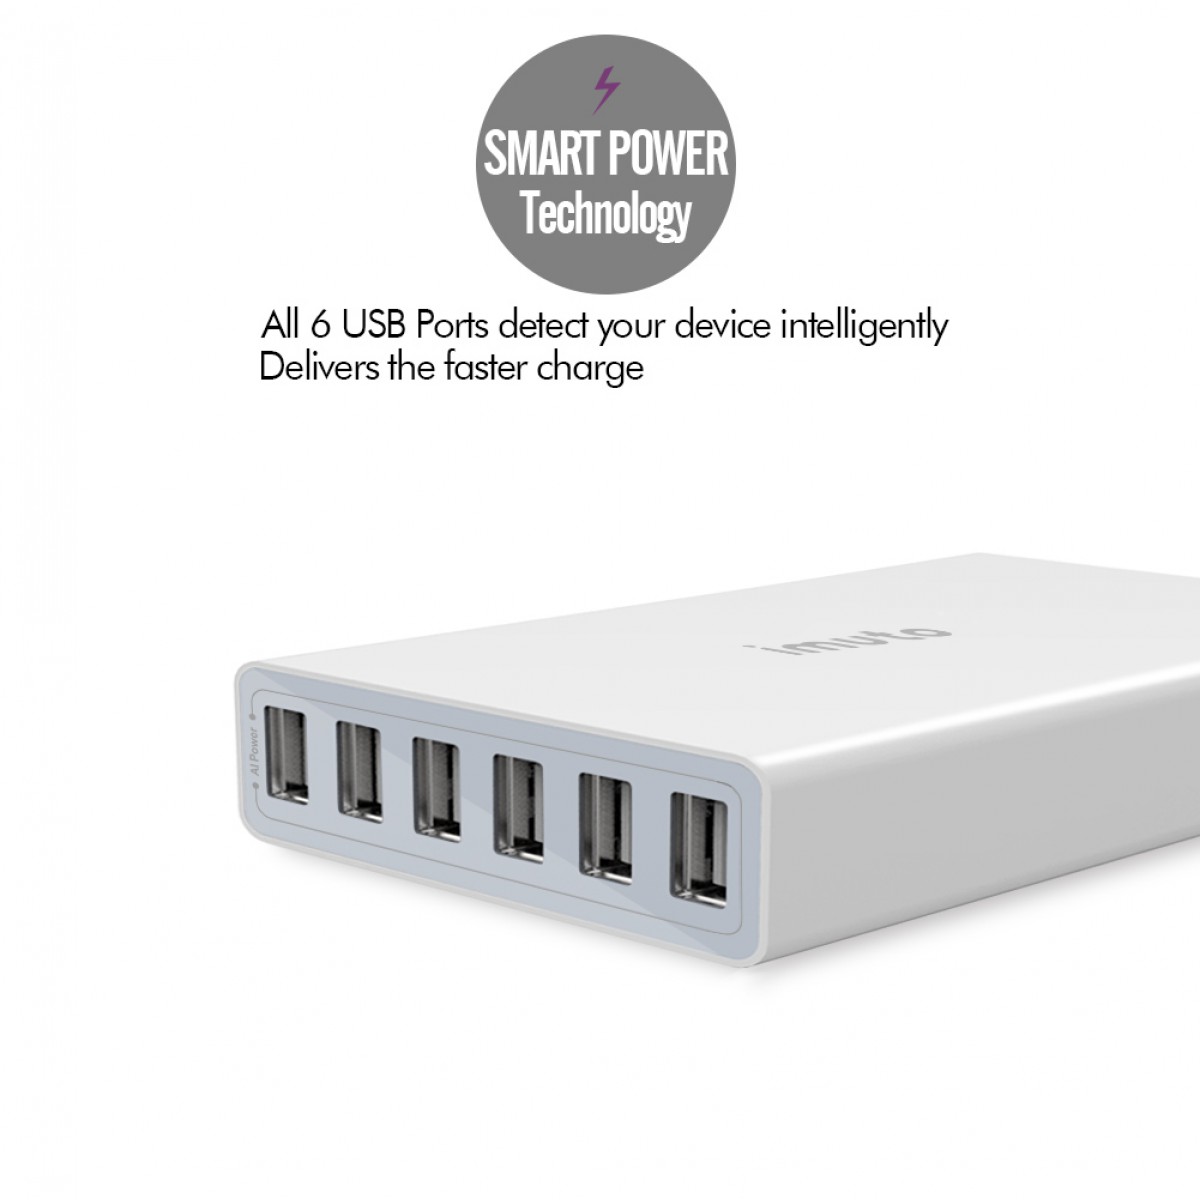 SMART POWER
Technology
All 6 USB Ports detect your device intelligently
Delivers the faster charge
imuto
AI Power